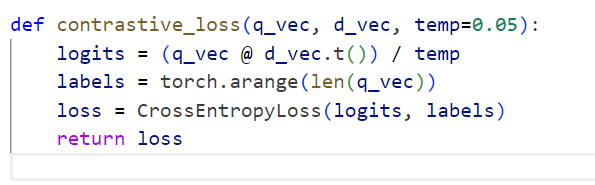 def contrastive_loss(q_vec, d_vec, temp=0.05):
    logits = (q_vec @ d_vec.t()) / temp
    labels = torch.arange(len(q_vec))
    loss = CrossEntropyLoss(logits, labels)
    return loss